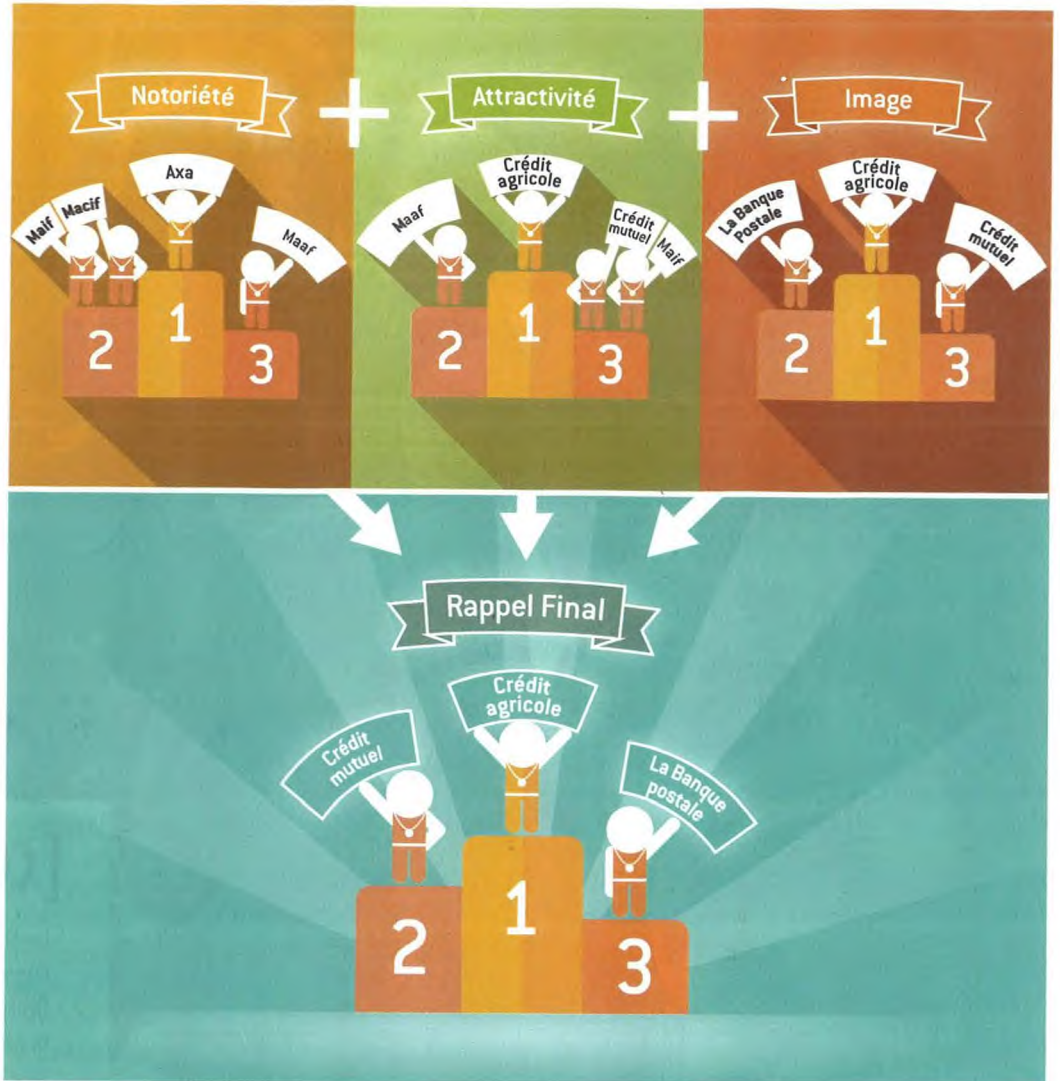 Notoriété
+
Attractivité
+
Image
Maif
Macif
Axa
Maaf
2
1
3
Maaf
Crédit
agricole
Crédit
mutuel
Maif
2
1
3
La Banque
Postale
Crédit
agricole
Crédit
mutuel
2
1
3
Rappel Final
Crédit
mutuel
Crédit
agricole
La Banque
postale
2
1
3